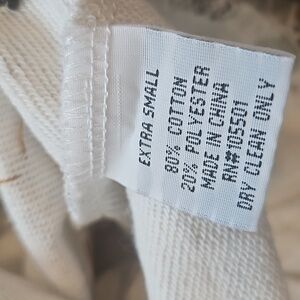 EXTRA SMALL
80% COTTON
20% POLYESTER
MADE IN CHINA
RN#105501
DRY CLEAN ONLY